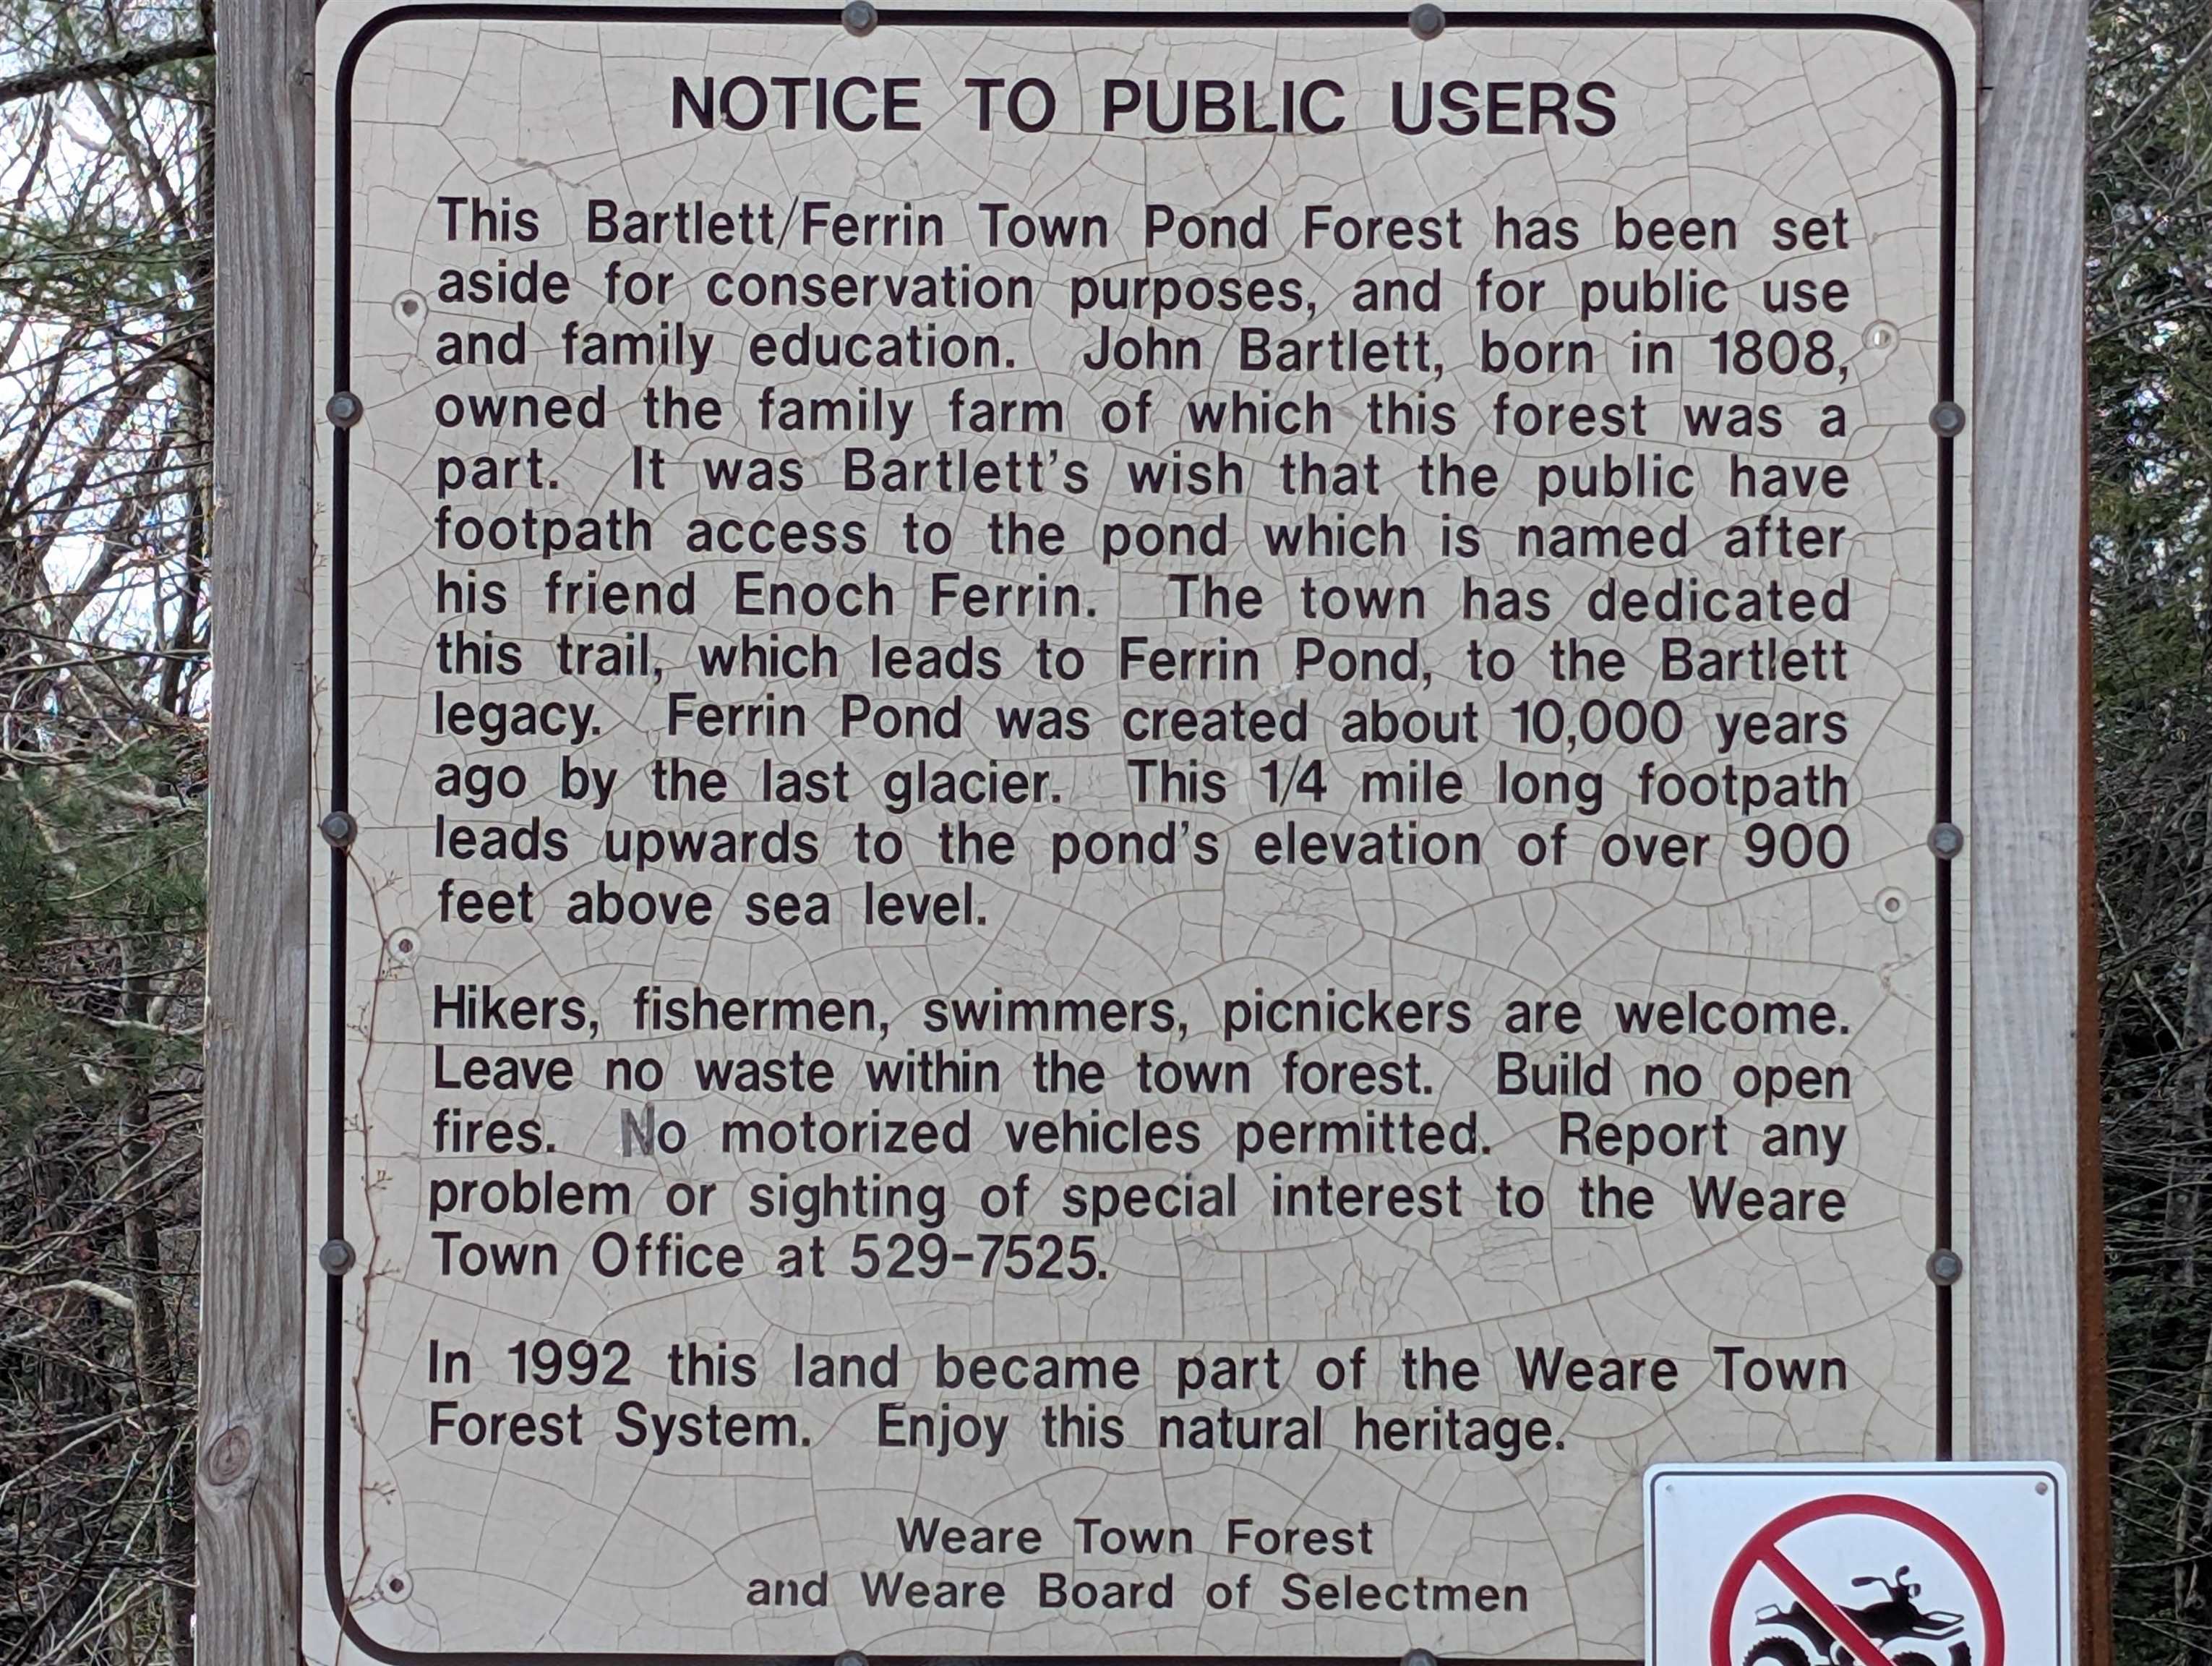 NOTICE TO PUBLIC USERS
This Bartlett/Ferrin Town Pond Forest has been set
aside for conservation purposes, and for public use
and family education. John Bartlett, born in 1808,
owned the family farm of which this forest was a
part. It was Bartlett's wish that the public have
footpath access to the pond which is named after
his friend Enoch Ferrin. The town has dedicated
this trail, which leads to Ferrin Pond, to the Bartlett
legacy. Ferrin Pond was created about 10,000 years
ago by the last glacier. This 1/4 mile long footpath
leads upwards to the pond's elevation of over 900
feet above sea level.
Hikers, fishermen, swimmers, picnickers are welcome.
Leave no waste within the town forest. Build no open
fires. No motorized vehicles permitted. Report any
problem or sighting of special interest to the Weare
Town Office at 529-7525.
In 1992 this land became part of the Weare Town
Forest System. Enjoy this natural heritage.
Weare Town Forest
and Weare Board of Selectmen